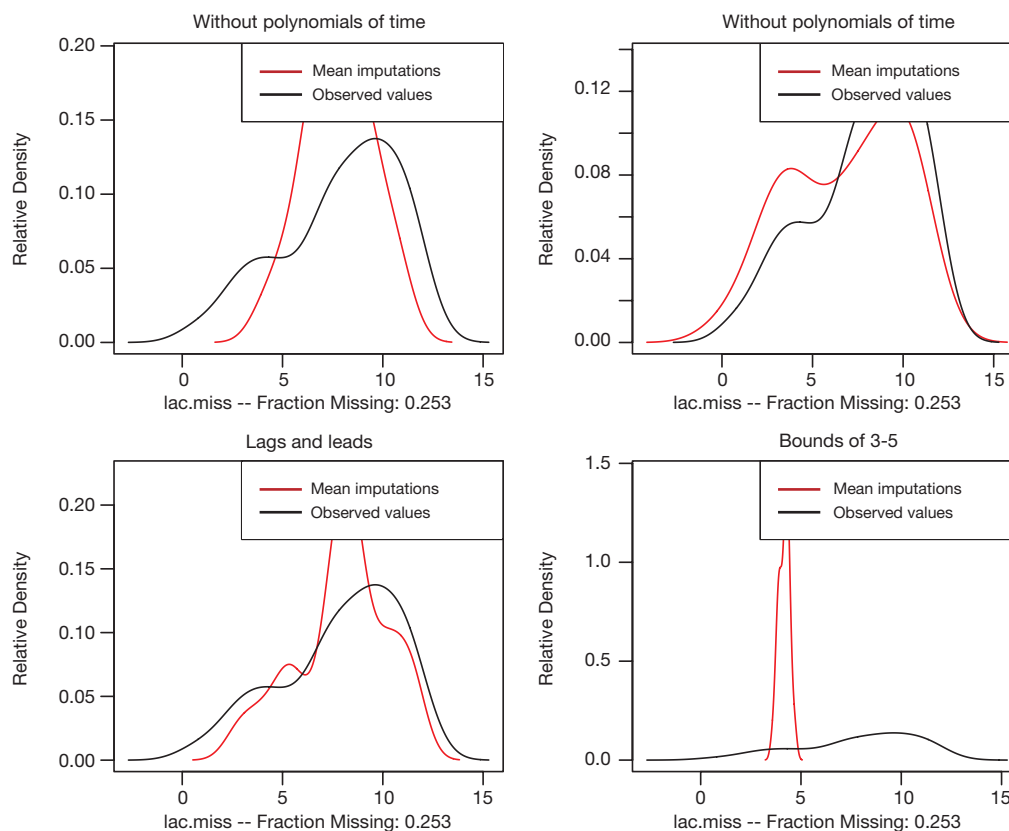 Without polynomials of time
0.20
0.15
0.10
0.05
0.00
Relative Density
Mean imputations
Observed values
0 5 10 15
lac.miss -- Fraction Missing: 0.253
Without polynomials of time
0.12
0.08
0.04
0.00
Relative Density
Mean imputations
Observed values
0 5 10 15
lac.miss -- Fraction Missing: 0.253
Lags and leads
0.20
0.15
0.10
0.05
0.00
Relative Density
Mean imputations
Observed values
0 5 10 15
lac.miss -- Fraction Missing: 0.253
Bounds of 3-5
1.5
1.0
0.5
0.0
Relative Density
Mean imputations
Observed values
0 5 10 15
lac.miss -- Fraction Missing: 0.253